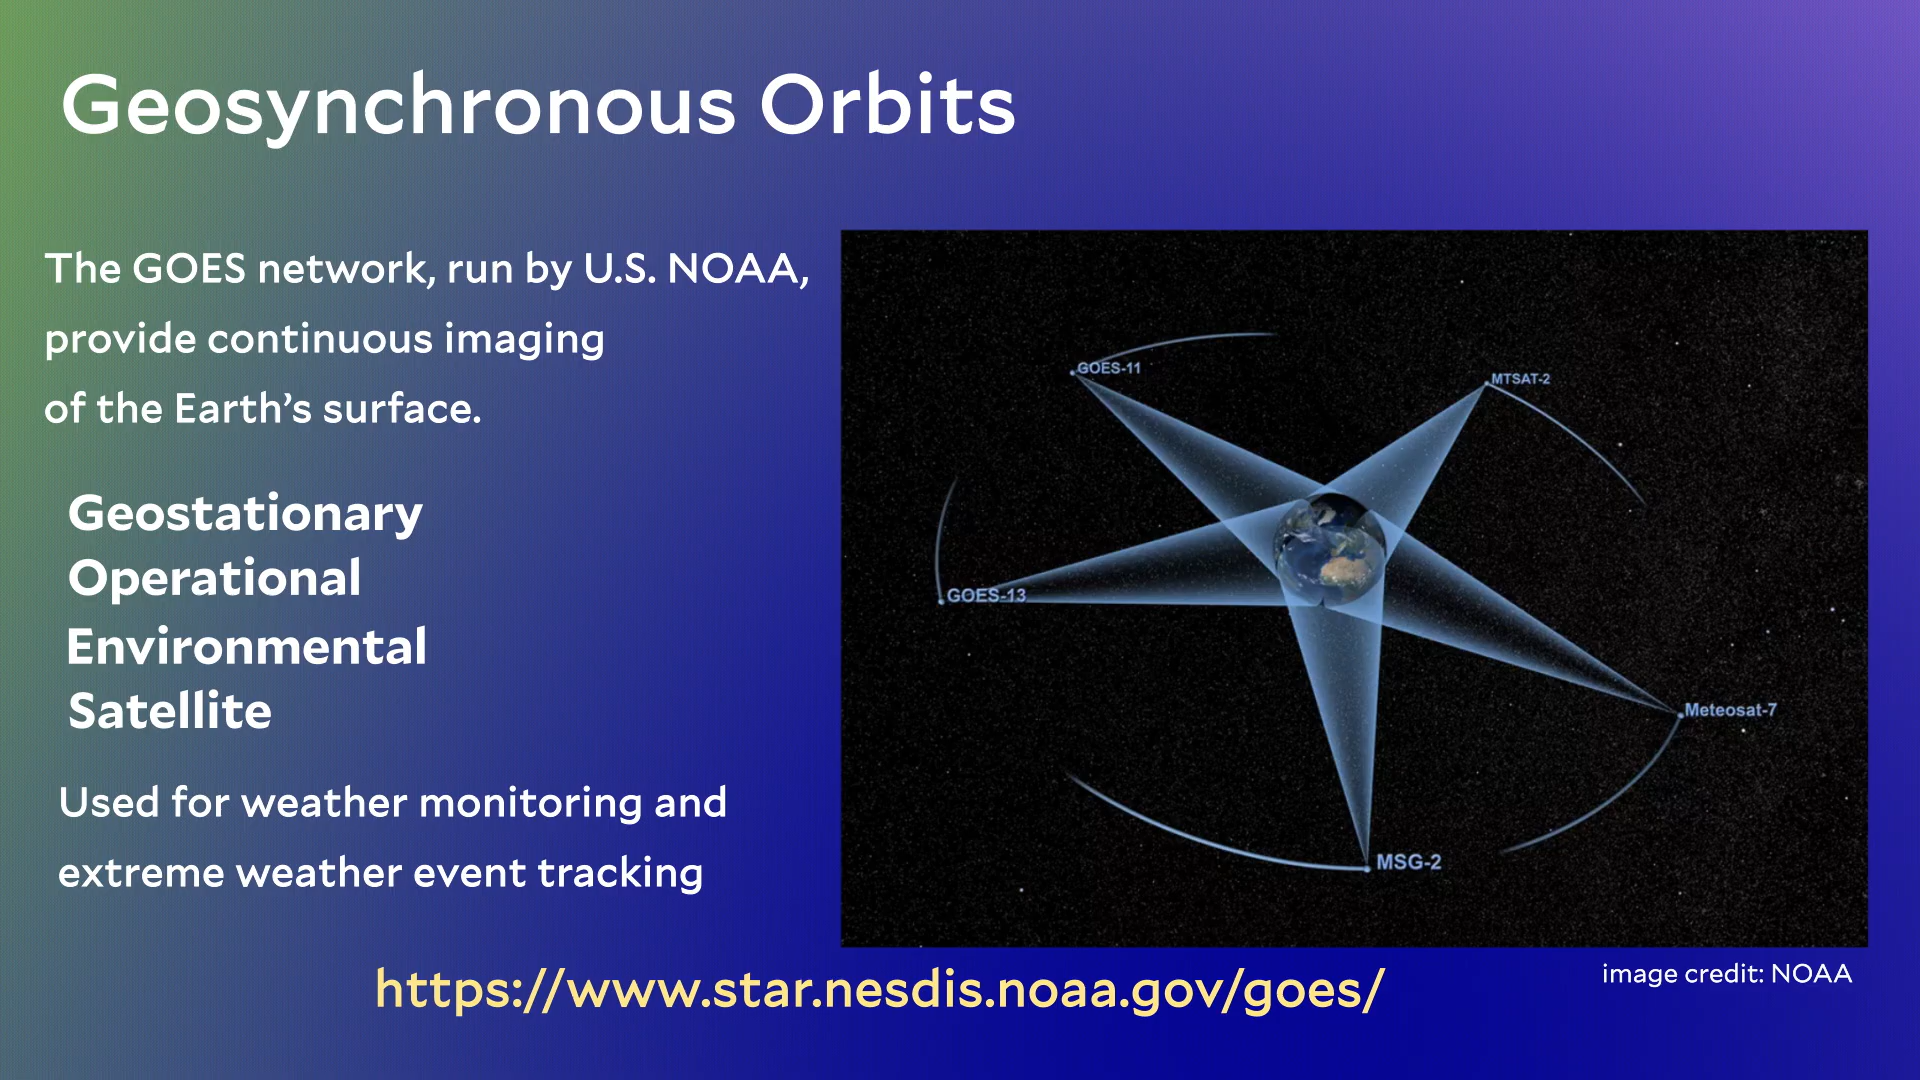 Geosynchronous Orbits
The GOES network, run by U.S. NOAA,
provide continuous imaging
of the Earth’s surface.
Geostationary
Operational
Environmental
Satellite
Used for weather monitoring and
extreme weather event tracking
GOES-11
MTSAT-2
GOES-13
Meteosat-7
MSG-2
image credit: NOAA
https://www.star.nesdis.noaa.gov/goes/